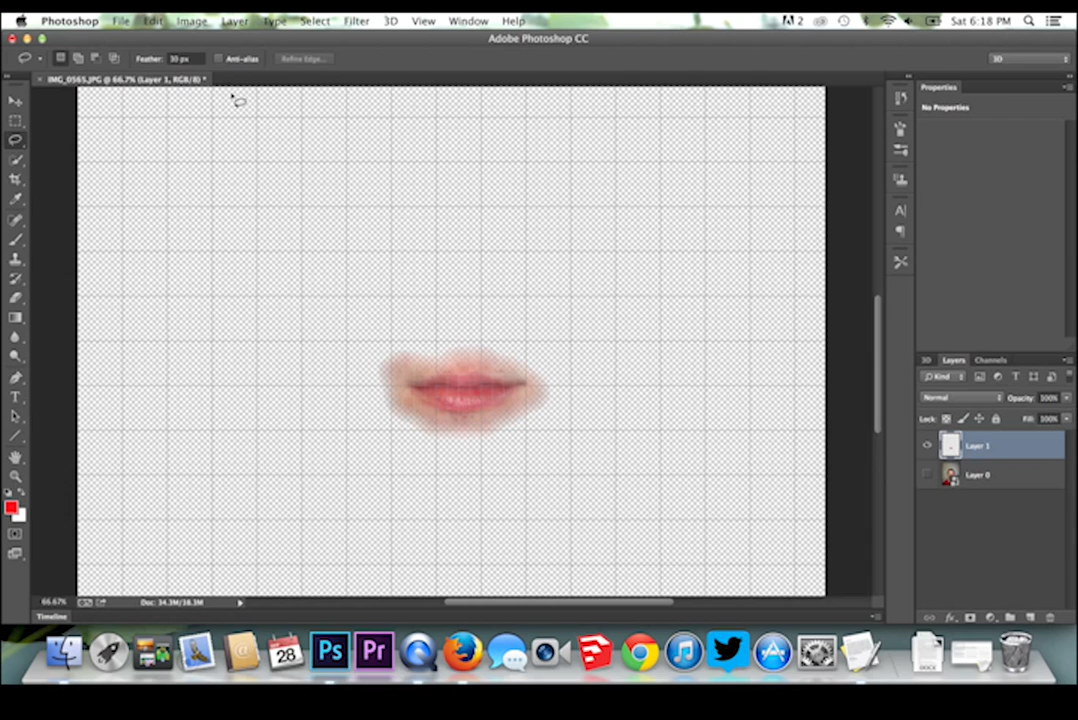 Photoshop File Edit Image Layer Type Select Filter 3D View Window Help 2 Sat 6:18 PM
Adobe Photoshop CC
Feather: 30 px Anti-alias Refine Edge... 3D
IMG_0565.JPG @ 66.7% (Layer 1, RGB/8) *
Properties
No Properties
3D Layers Channels
Kind
Normal Opacity: 100%
Lock: Fill: 100%
Layer 1
Layer 0
66.67% Doc: 34.3M/38.3M
Timeline
28 Ps Pr
DOCX